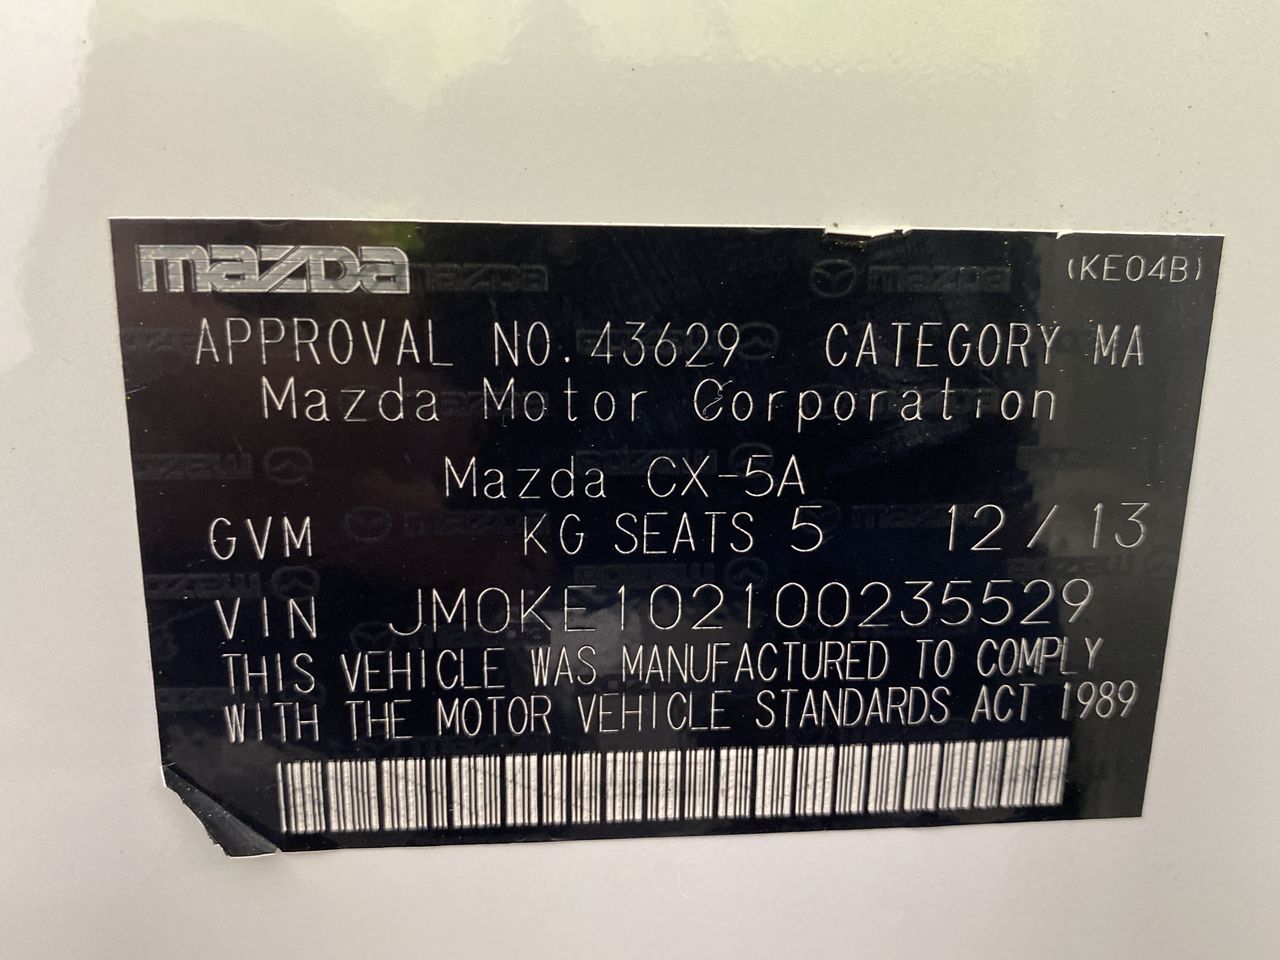 mazda (KE04B)
APPROVAL NO. 43629 CATEGORY MA
Mazda Motor Corporation
Mazda CX-5A
GVM KG SEATS 5 12/13
VIN JM0KE102100235529
THIS VEHICLE WAS MANUFACTURED TO COMPLY
WITH THE MOTOR VEHICLE STANDARDS ACT 1989